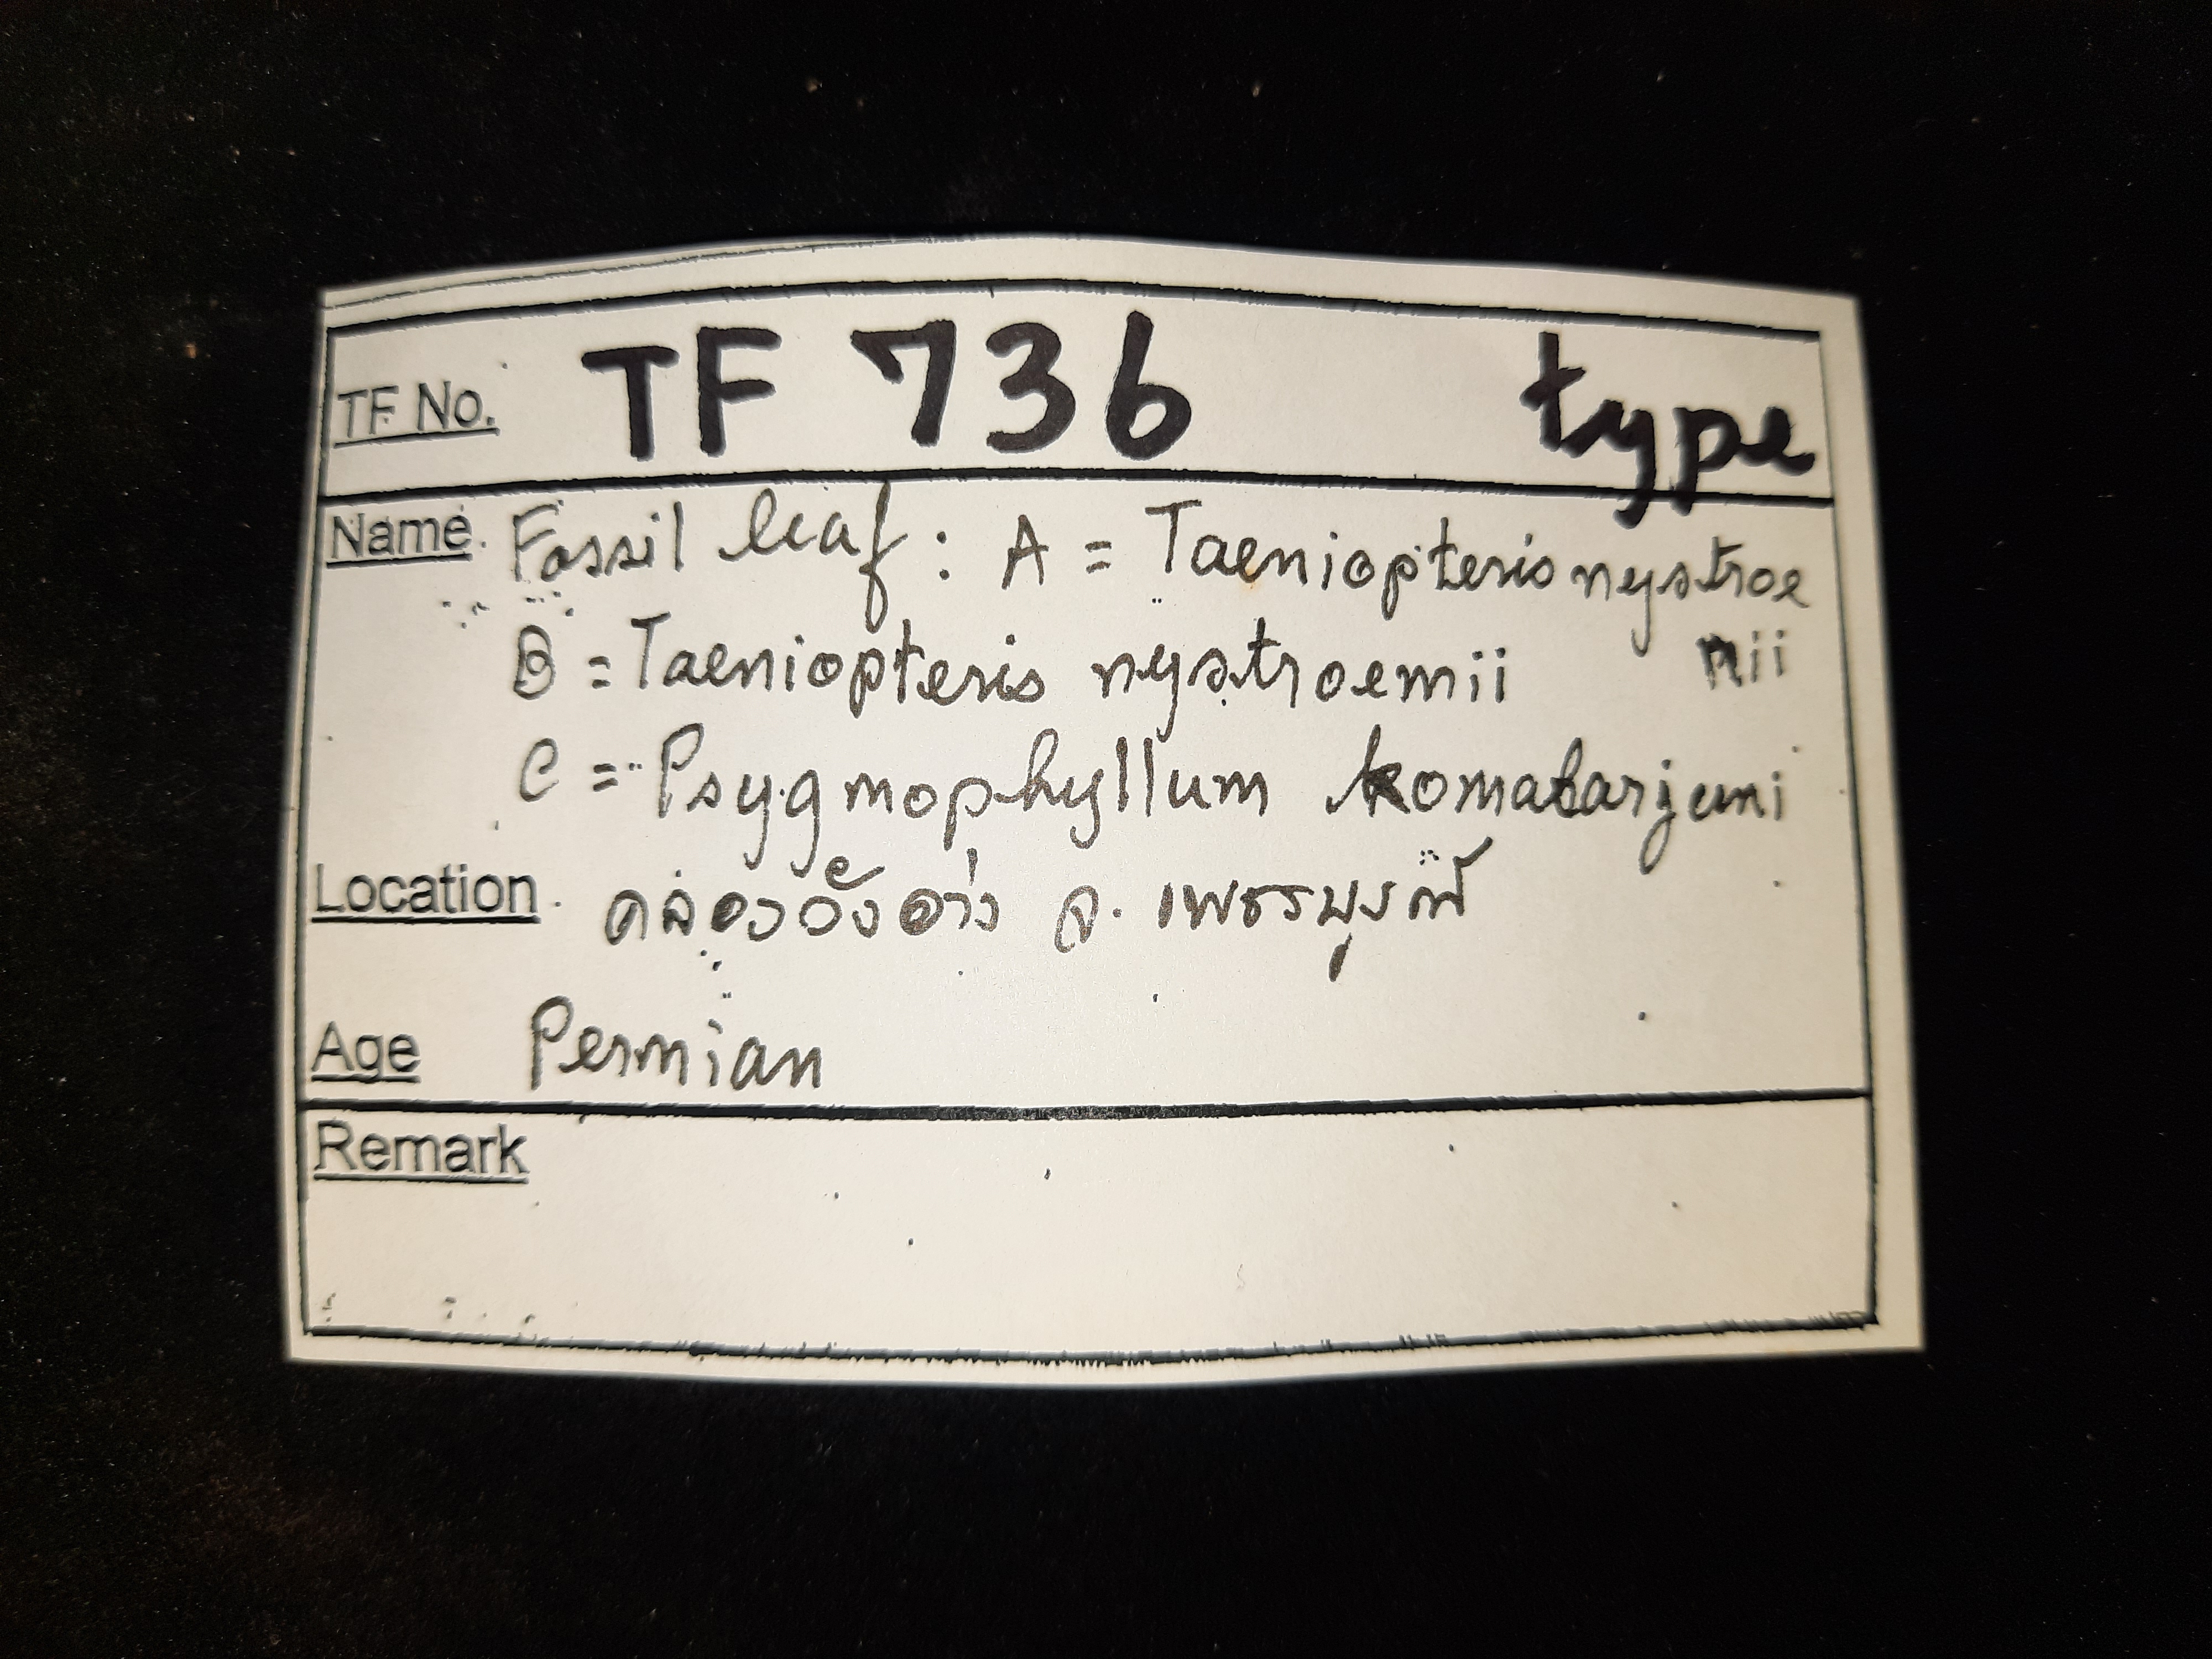 TF No. TF 736 type
Name. Fossil leaf : A = Taeniopteris nystroe
mii
B = Taeniopteris nystroemii
C = Psygmophyllum komalarjuni
Location. คลองวังอ่าง จ. เพชรบูรณ์
Age Permian
Remark